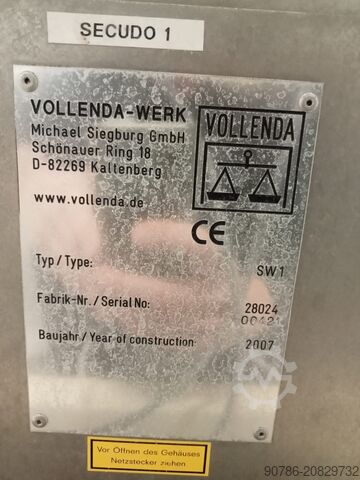 SECUDO 1
VOLLENDA-WERK
Michael Siegburg GmbH
Schönauer Ring 18
D-82269 Kaltenberg
www.vollenda.de
VOLLENDA
CE
Typ/Type: SW1
Fabrik-Nr./Serial No: 28024
00421
Baujahr/Year of construction: 2007
Vor Öffnen des Gehäuses
Netzstecker ziehen
90786-20829732